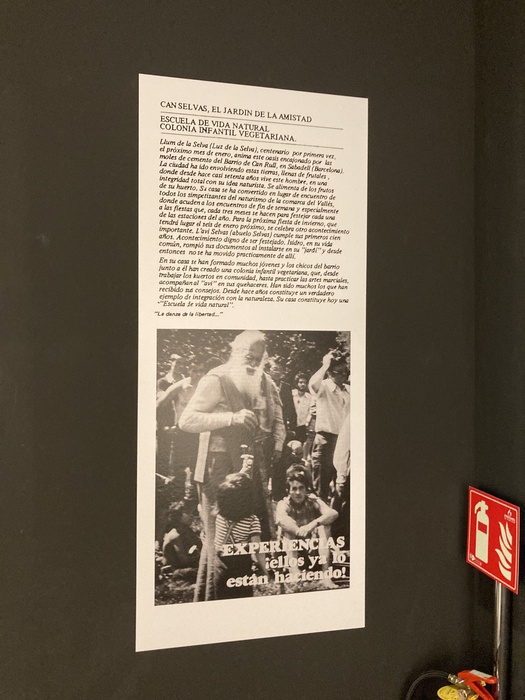 CAN SELVAS, EL JARDIN DE LA AMISTAD
ESCUELA DE VIDA NATURAL
COLONIA INFANTIL VEGETARIANA.
Llum de la Selva (Luz de la Selva), centenario por primera vez,
el próximo mes de enero, anima este oasis encajonado por las
moles de cemento del Barrio de Can Rull, en Sabadell (Barcelona).
La ciudad ha ido envolviendo estas tierras, llenas de frutales,
donde desde hace casi setenta años vive este hombre, en una
integridad total con su idea naturista. Se alimenta de los frutos
de su huerto. Su casa se ha convertido en lugar de encuentro de
todos los simpatizantes del naturismo de la comarca del Vallés,
donde acuden a los encuentros de fin de semana y especialmente
a las fiestas que, cada tres meses se hacen para festejar cada una
de las estaciones del año. Para la próxima fiesta de invierno, que
tendrá lugar el seis de enero próximo, se celebra otro acontecimiento
importante. L'avi Selvas (abuelo Selvas) cumple sus primeros cien
años. Acontecimiento digno de ser festejado. Isidro, en su vida
común, rompió sus documentos al instalarse en su "jardí" y desde
entonces no se ha movido practicamente de allí.
En su casa se han formado muchos jóvenes y los chicos del barrio
junto a él han creado una colonia infantil vegetariana, que, desde
trabajar los huertos en comunidad, hasta practicar las artes marciales,
acompañan al "avi" en sus quehaceres. Han sido muchos los que han
recibido sus consejos. Desde hace años constituye un verdadero
ejemplo de integración con la naturaleza. Su casa constituye hoy una
"Escuela de vida natural".
"La danza de la libertad..."
EXPERIENCIAS
¡ellos ya lo
están haciendo!